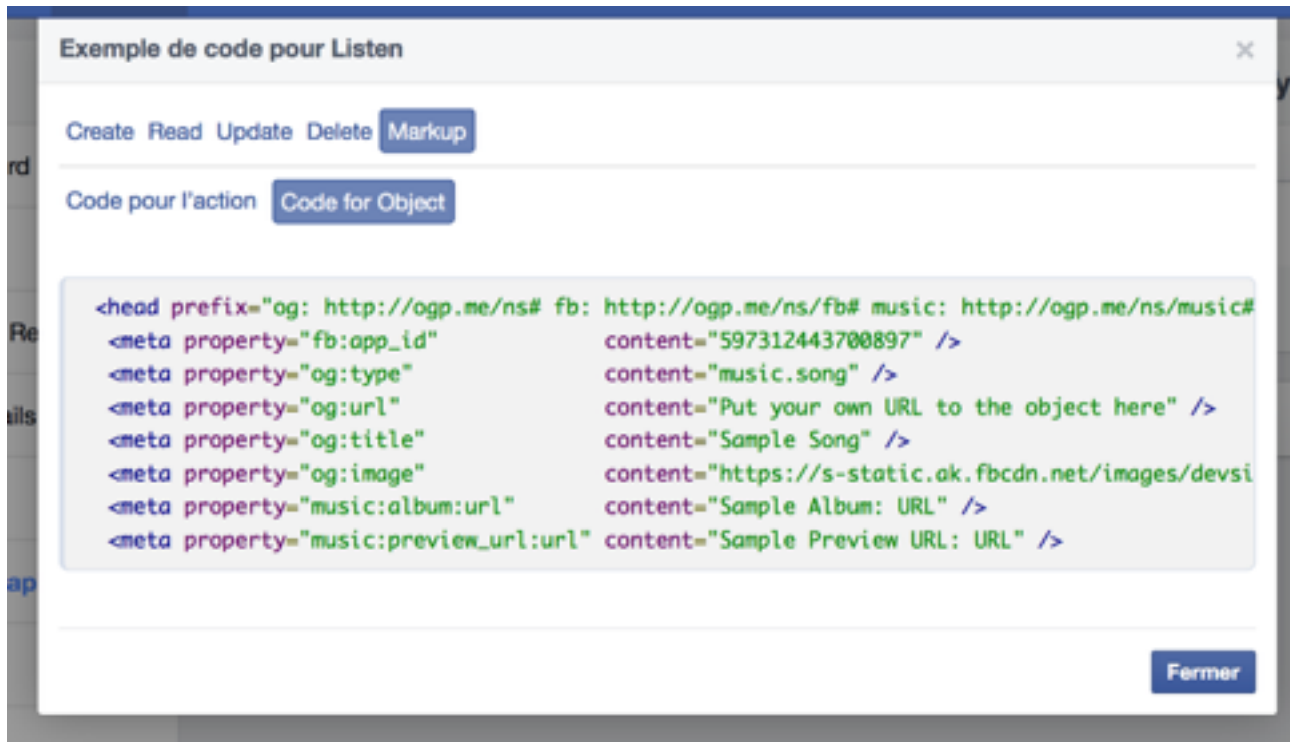 Exemple de code pour Listen ×
y
Create Read Update Delete Markup
rd
Code pour l'action Code for Object
<head prefix="og: http://ogp.me/ns# fb: http://ogp.me/ns/fb# music: http://ogp.me/ns/music#
Re
<meta property="fb:app_id" content="597312443700897" />
<meta property="og:type" content="music.song" />
ails
<meta property="og:url" content="Put your own URL to the object here" />
<meta property="og:title" content="Sample Song" />
<meta property="og:image" content="https://s-static.ak.fbcdn.net/images/devsi
<meta property="music:album:url" content="Sample Album: URL" />
<meta property="music:preview_url:url" content="Sample Preview URL: URL" />
ap
Fermer